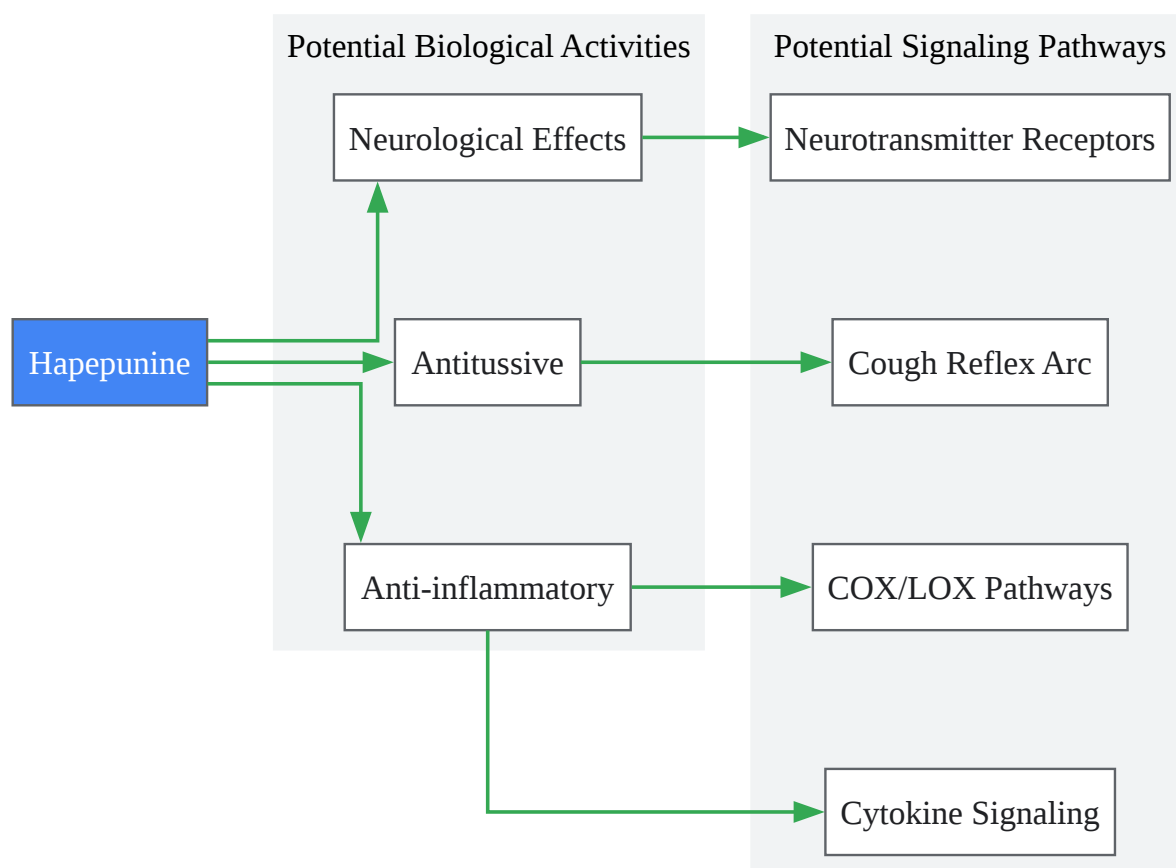 Potential Biological Activities
Potential Signaling Pathways
Neurological Effects
Neurotransmitter Receptors
Hapepunine
Antitussive
Cough Reflex Arc
Anti-inflammatory
COX/LOX Pathways
Cytokine Signaling